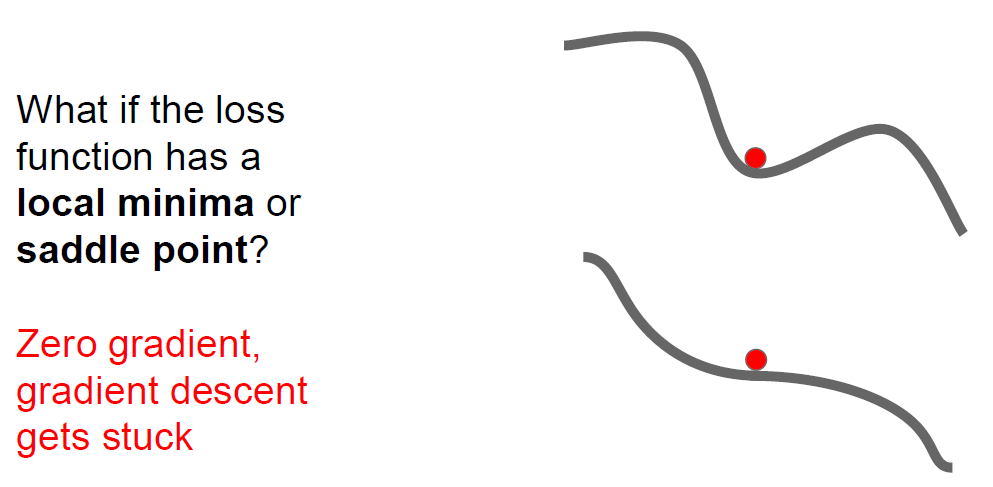 What if the loss
function has a
local minima or
saddle point?
Zero gradient,
gradient descent
gets stuck